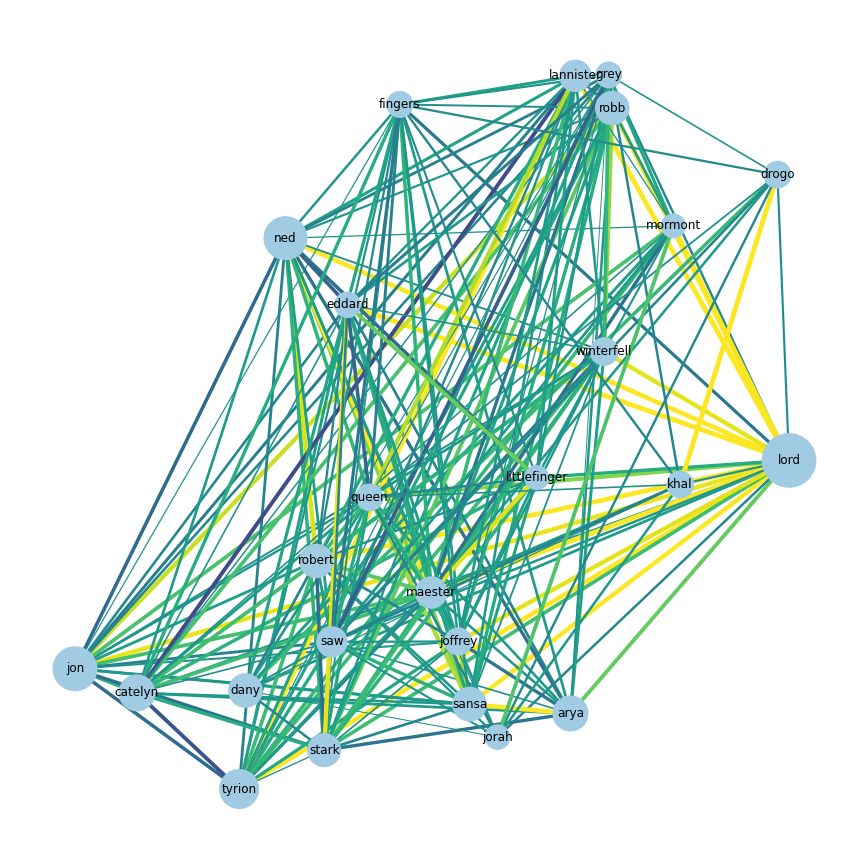 lannister
grey
fingers
robb
drogo
mormont
ned
eddard
winterfell
lord
littlefinger
khal
queen
robert
maester
saw
joffrey
jon
catelyn
dany
sansa
arya
jorah
stark
tyrion